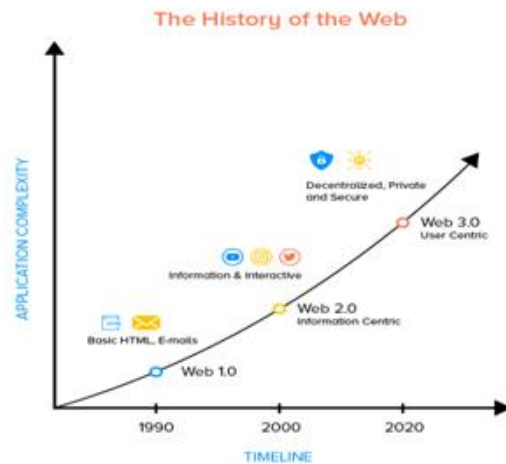 The History of the Web
APPLICATION COMPLEXITY
Decentralized, Private
and Secure
Web 3.0
User Centric
Information & Interactive
Web 2.0
Information Centric
Basic HTML, E-mails
Web 1.0
1990
2000
2020
TIMELINE